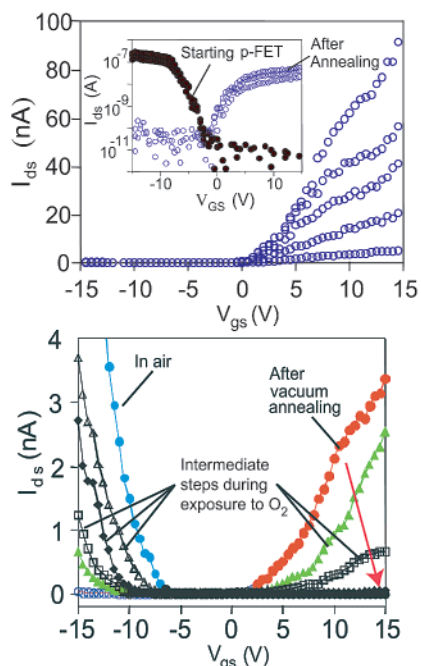 100
80
60
40
20
0
I_ds (nA)
10^-7
10^-9
10^-11
I_ds (A)
Starting p-FET
After
Annealing
-10 0 10
V_GS (V)
-15 -10 -5 0 5 10 15
V_gs (V)
4
3
2
1
0
I_ds (nA)
In air
After
vacuum
annealing
Intermediate
steps during
exposure to O_2
-15 -10 -5 0 5 10 15
V_gs (V)